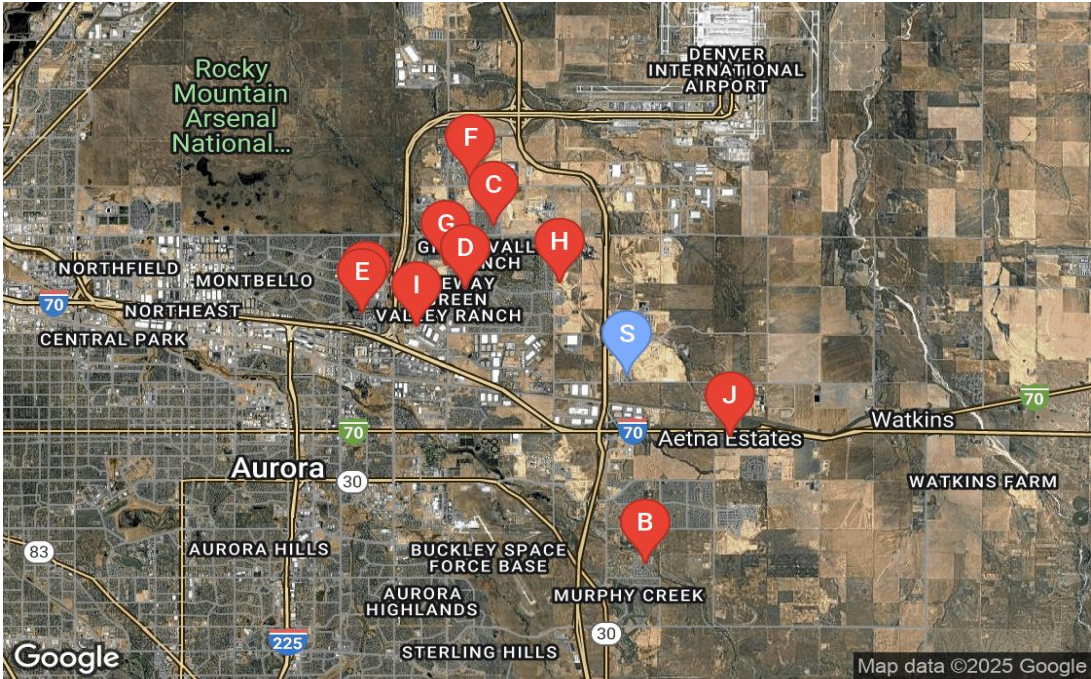 DENVER
INTERNATIONAL
AIRPORT
Rocky
Mountain
Arsenal
National...
F
C
G
D
H
E
I
NORTHFIELD
MONTBELLO
70
NORTHEAST
VALLEY RANCH
CENTRAL PARK
S
J
70
70
70
Aetna Estates
Watkins
Aurora
30
WATKINS FARM
B
83
AURORA HILLS
BUCKLEY SPACE
FORCE BASE
AURORA
HIGHLANDS
MURPHY CREEK
30
225
STERLING HILLS
Google
Map data ©2025 Google